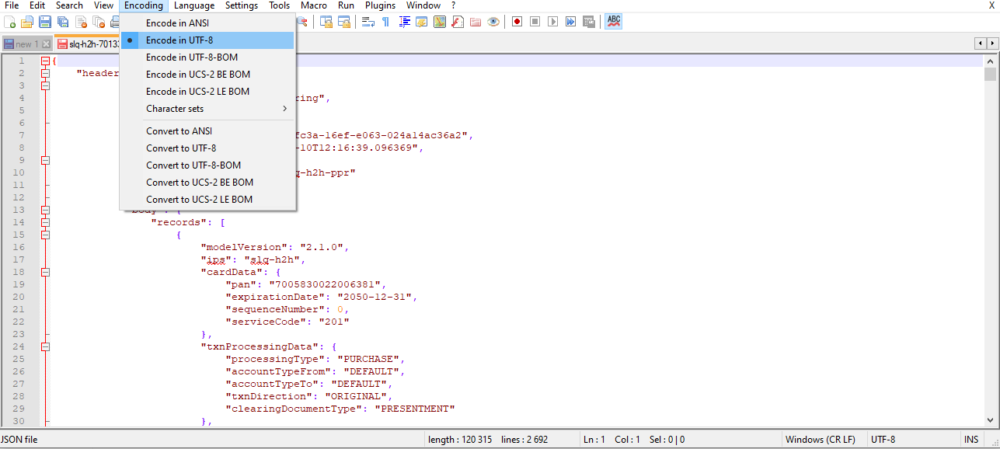 File Edit Search View Encoding Language Settings Tools Macro Run Plugins Window ? X
new 1 slq-h2h-7013
Encode in ANSI
Encode in UTF-8
Encode in UTF-8-BOM
Encode in UCS-2 BE BOM
Encode in UCS-2 LE BOM
Character sets
Convert to ANSI
Convert to UTF-8
Convert to UTF-8-BOM
Convert to UCS-2 BE BOM
Convert to UCS-2 LE BOM
ABC
1 {
2 "header
3
4 ring",
5
6
7 fc3a-16ef-e063-024a14ac36a2",
8 -10T12:16:39.096369",
9
10 q-h2h-ppr"
11
12
13 "body": {
14 "records": [
15 {
16 "modelVersion": "2.1.0",
17 "ips": "slq-h2h",
18 "cardData": {
19 "pan": "7005830022006381",
20 "expirationDate": "2050-12-31",
21 "sequenceNumber": 0,
22 "serviceCode": "201"
23 },
24 "txnProcessingData": {
25 "processingType": "PURCHASE",
26 "accountTypeFrom": "DEFAULT",
27 "accountTypeTo": "DEFAULT",
28 "txnDirection": "ORIGINAL",
29 "clearingDocumentType": "PRESENTMENT"
30 },
JSON file length : 120 315 lines : 2 692 Ln : 1 Col : 1 Sel : 0 | 0 Windows (CR LF) UTF-8 INS